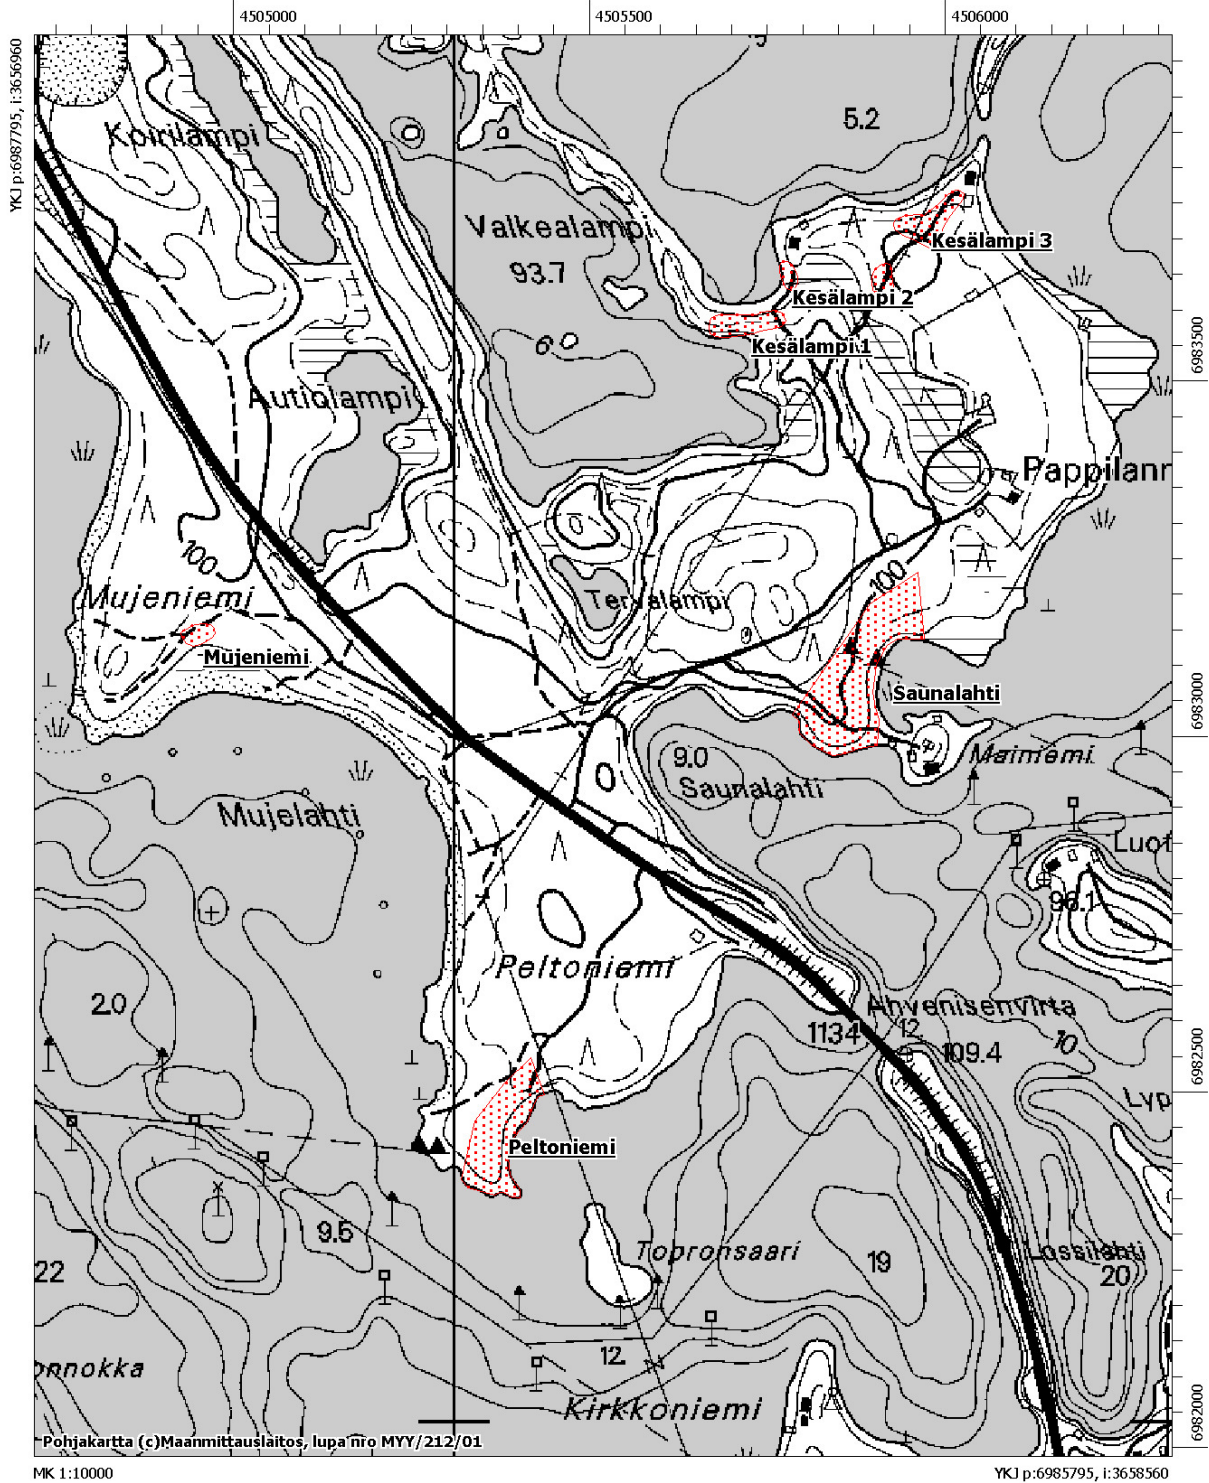 4505000
4505500
4506000
YKJ p:6987795, i:3656960
5.2
Koirilampi
Valkealampi
93.7
Kesälampi 3
Kesälampi 2
Kesälampi 1
6983500
6
Autiolampi
Pappilann
100
100
Mujeniemi
Tervalampi
Mujeniemi
Saunalahti
6983000
9.0
Saunalahti
Mainiemi
Mujelahti
Luot
96.1
Peltoniemi
2.0
Ahvenisenvirta
1134
12.
109.4
10
6982500
Lyp
Peltoniemi
9.5
Topronsaari
Lossilahti
19
20
22
12.
onnokka
Kirkkoniemi
6982000
Pohjakartta (c)Maanmittauslaitos, lupa nro MYY/212/01
MK 1:10000
YKJ p:6985795, i:3658560